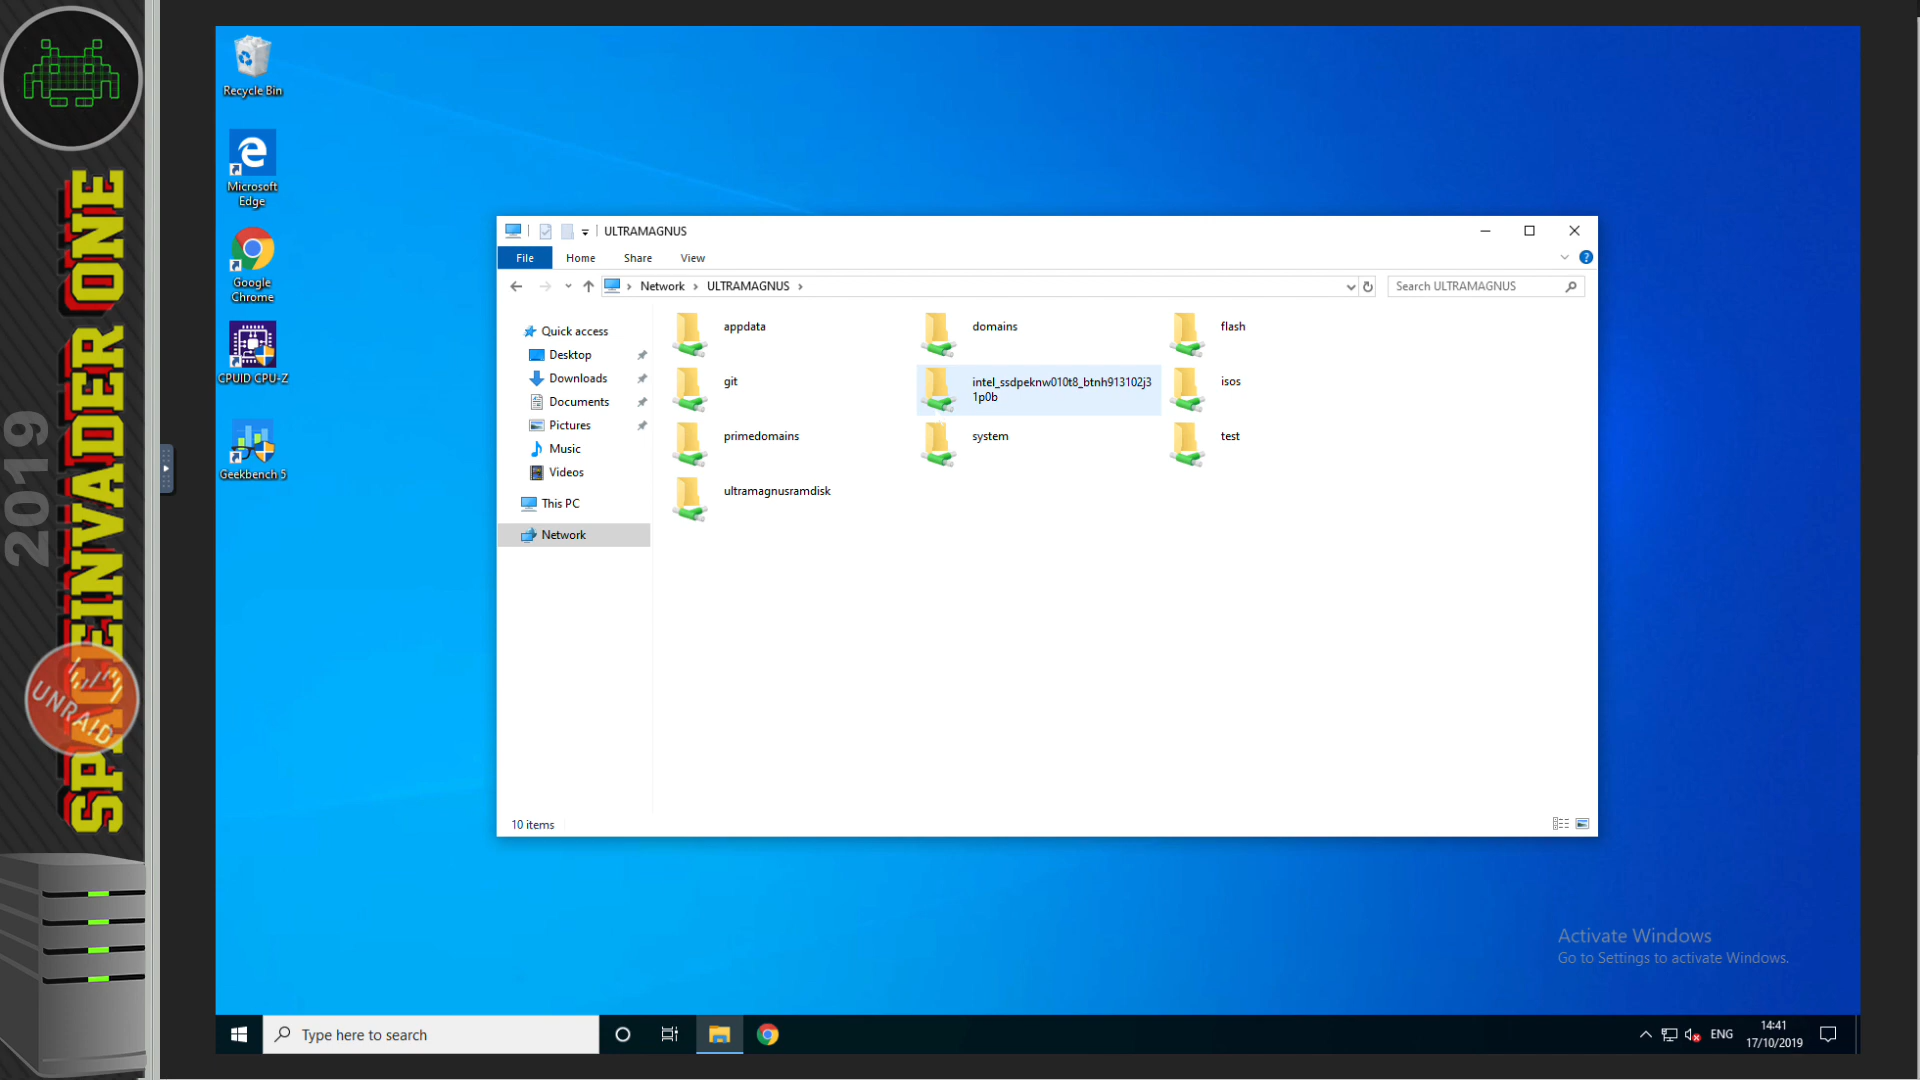 2019
SPACEINVADER ONE
UNRAID
Recycle Bin
Microsoft
Edge
Google
Chrome
CPUID CPU-Z
Geekbench 5
ULTRAMAGNUS
File
Home
Share
View
Network
ULTRAMAGNUS
Search ULTRAMAGNUS
Quick access
Desktop
Downloads
Documents
Pictures
Music
Videos
This PC
Network
appdata
domains
flash
git
intel_ssdpeknw010t8_btnh913102j3
1p0b
isos
primedomains
system
test
ultramagnusramdisk
10 items
Activate Windows
Go to Settings to activate Windows.
Type here to search
ENG
14:41
17/10/2019